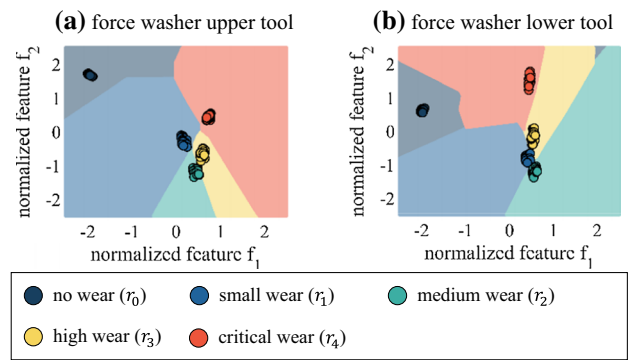 (a) force washer upper tool
(b) force washer lower tool
normalized feature f2
2
1
0
-1
-2
-2
-1
0
1
2
normalized feature f1
normalized feature f2
2
1
0
-1
-2
-2
-1
0
1
2
normalized feature f1
no wear (r0)
small wear (r1)
medium wear (r2)
high wear (r3)
critical wear (r4)